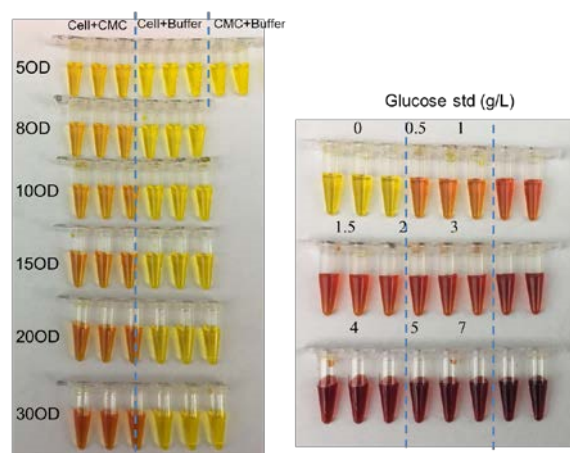 Cell+CMC Cell+Buffer CMC+Buffer
5OD
8OD
10OD
15OD
20OD
30OD
Glucose std (g/L)
0 0.5 1
1.5 2 3
4 5 7